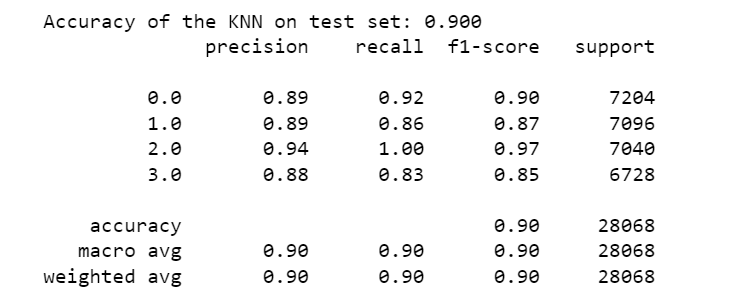 Accuracy of the KNN on test set: 0.900
precision recall f1-score support
0.0 0.89 0.92 0.90 7204
1.0 0.89 0.86 0.87 7096
2.0 0.94 1.00 0.97 7040
3.0 0.88 0.83 0.85 6728
accuracy 0.90 28068
macro avg 0.90 0.90 0.90 28068
weighted avg 0.90 0.90 0.90 28068